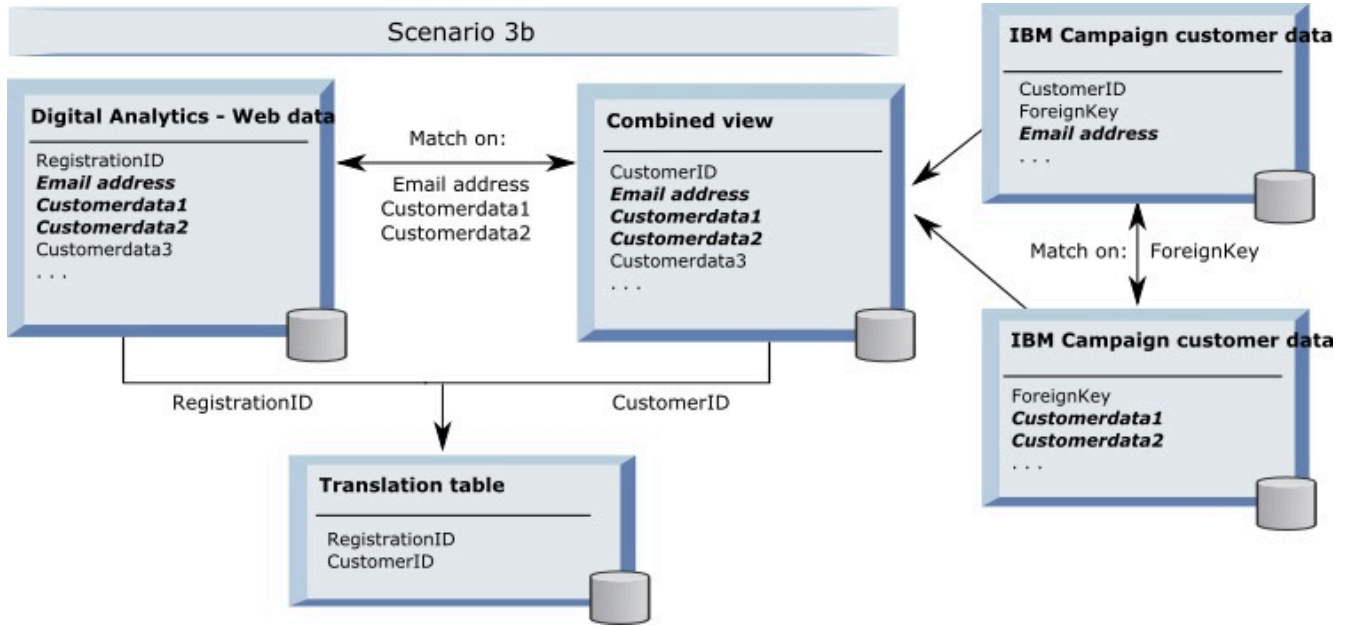 Scenario 3b
Digital Analytics - Web data
RegistrationID
Email address
Customerdata1
Customerdata2
Customerdata3
. . .
Match on:
Email address
Customerdata1
Customerdata2
Combined view
CustomerID
Email address
Customerdata1
Customerdata2
Customerdata3
. . .
IBM Campaign customer data
CustomerID
ForeignKey
Email address
. . .
Match on: ForeignKey
IBM Campaign customer data
ForeignKey
Customerdata1
Customerdata2
. . .
RegistrationID
CustomerID
Translation table
RegistrationID
CustomerID